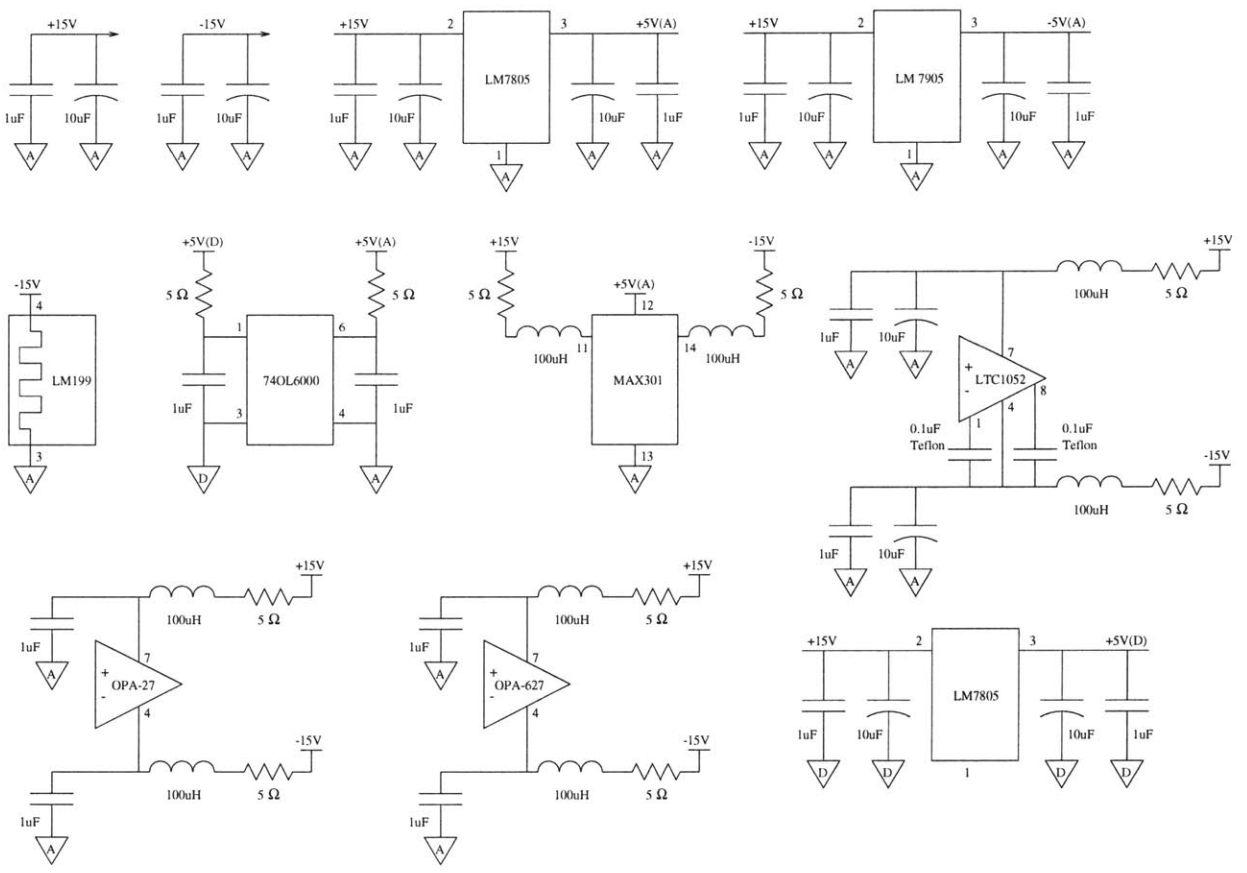 +15V
-15V
+15V 2 3 +5V(A)
+15V 2 3 -5V(A)
LM7805
LM 7905
1uF 10uF 1uF 10uF 1uF 10uF 10uF 1uF 1uF 10uF 10uF 1uF
1 1
A A A A A A A A A A A A
A A
-15V
4
LM199
3
A
+5V(D) +5V(A)
5 Ω 5 Ω
1 6
74OL6000
1uF 1uF
3 4
D A
+15V -15V
5 Ω 5 Ω
+5V(A)
12
11 14
100uH 100uH
MAX301
13
A
+15V
100uH 5 Ω
1uF 10uF
A A
7
+
LTC1052
-
8
1 4
0.1uF
Teflon
0.1uF
Teflon
-15V
100uH 5 Ω
1uF 10uF
A A
+15V
100uH 5 Ω
1uF
A
7
+
OPA-27
-
4
-15V
100uH 5 Ω
1uF
A
+15V
100uH 5 Ω
1uF
A
7
+
OPA-627
-
4
-15V
100uH 5 Ω
1uF
A
+15V 2 3 +5V(D)
LM7805
1uF 10uF 10uF 1uF
1
D D D D